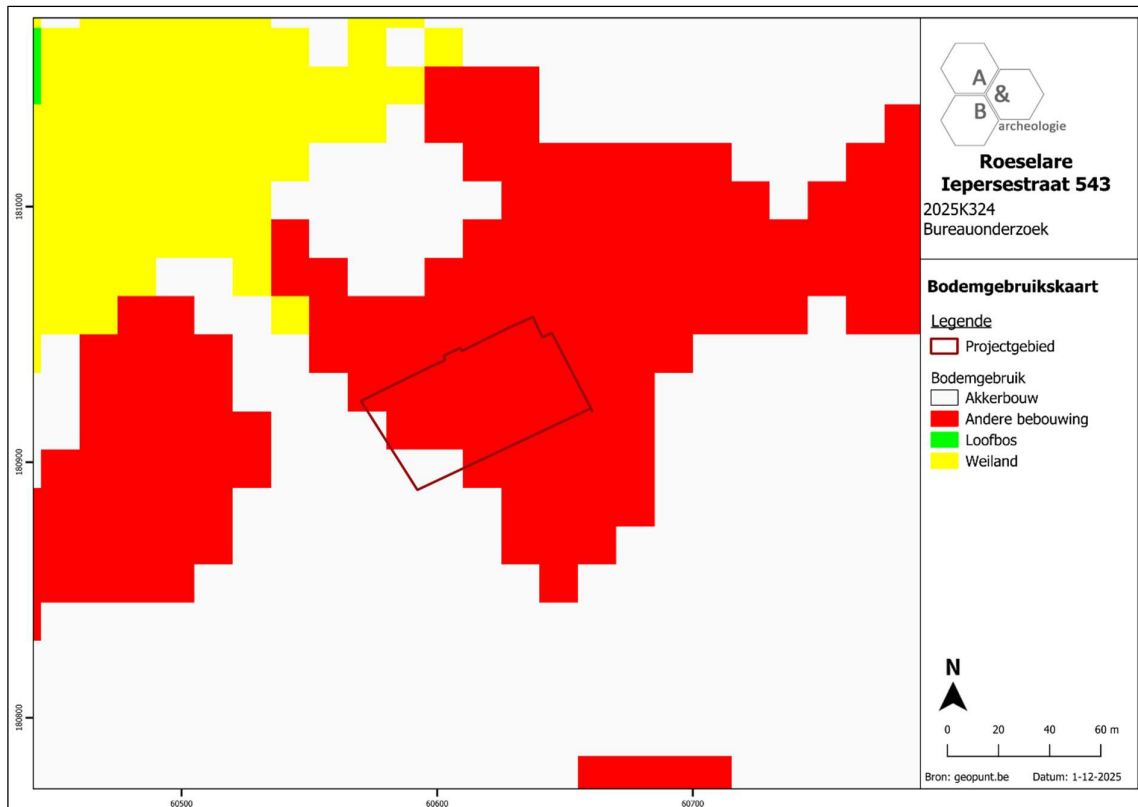 A
&
B
archeologie
Roeselare
Iepersestraat 543
2025K324
Bureauonderzoek
Bodemgebruikskaart
Legende
Projectgebied
Bodemgebruik
Akkerbouw
Andere bebouwing
Loofbos
Weiland
N
0 20 40 60 m
Bron: geopunt.be Datum: 1-12-2025
181000
180900
180800
60500 60600 60700